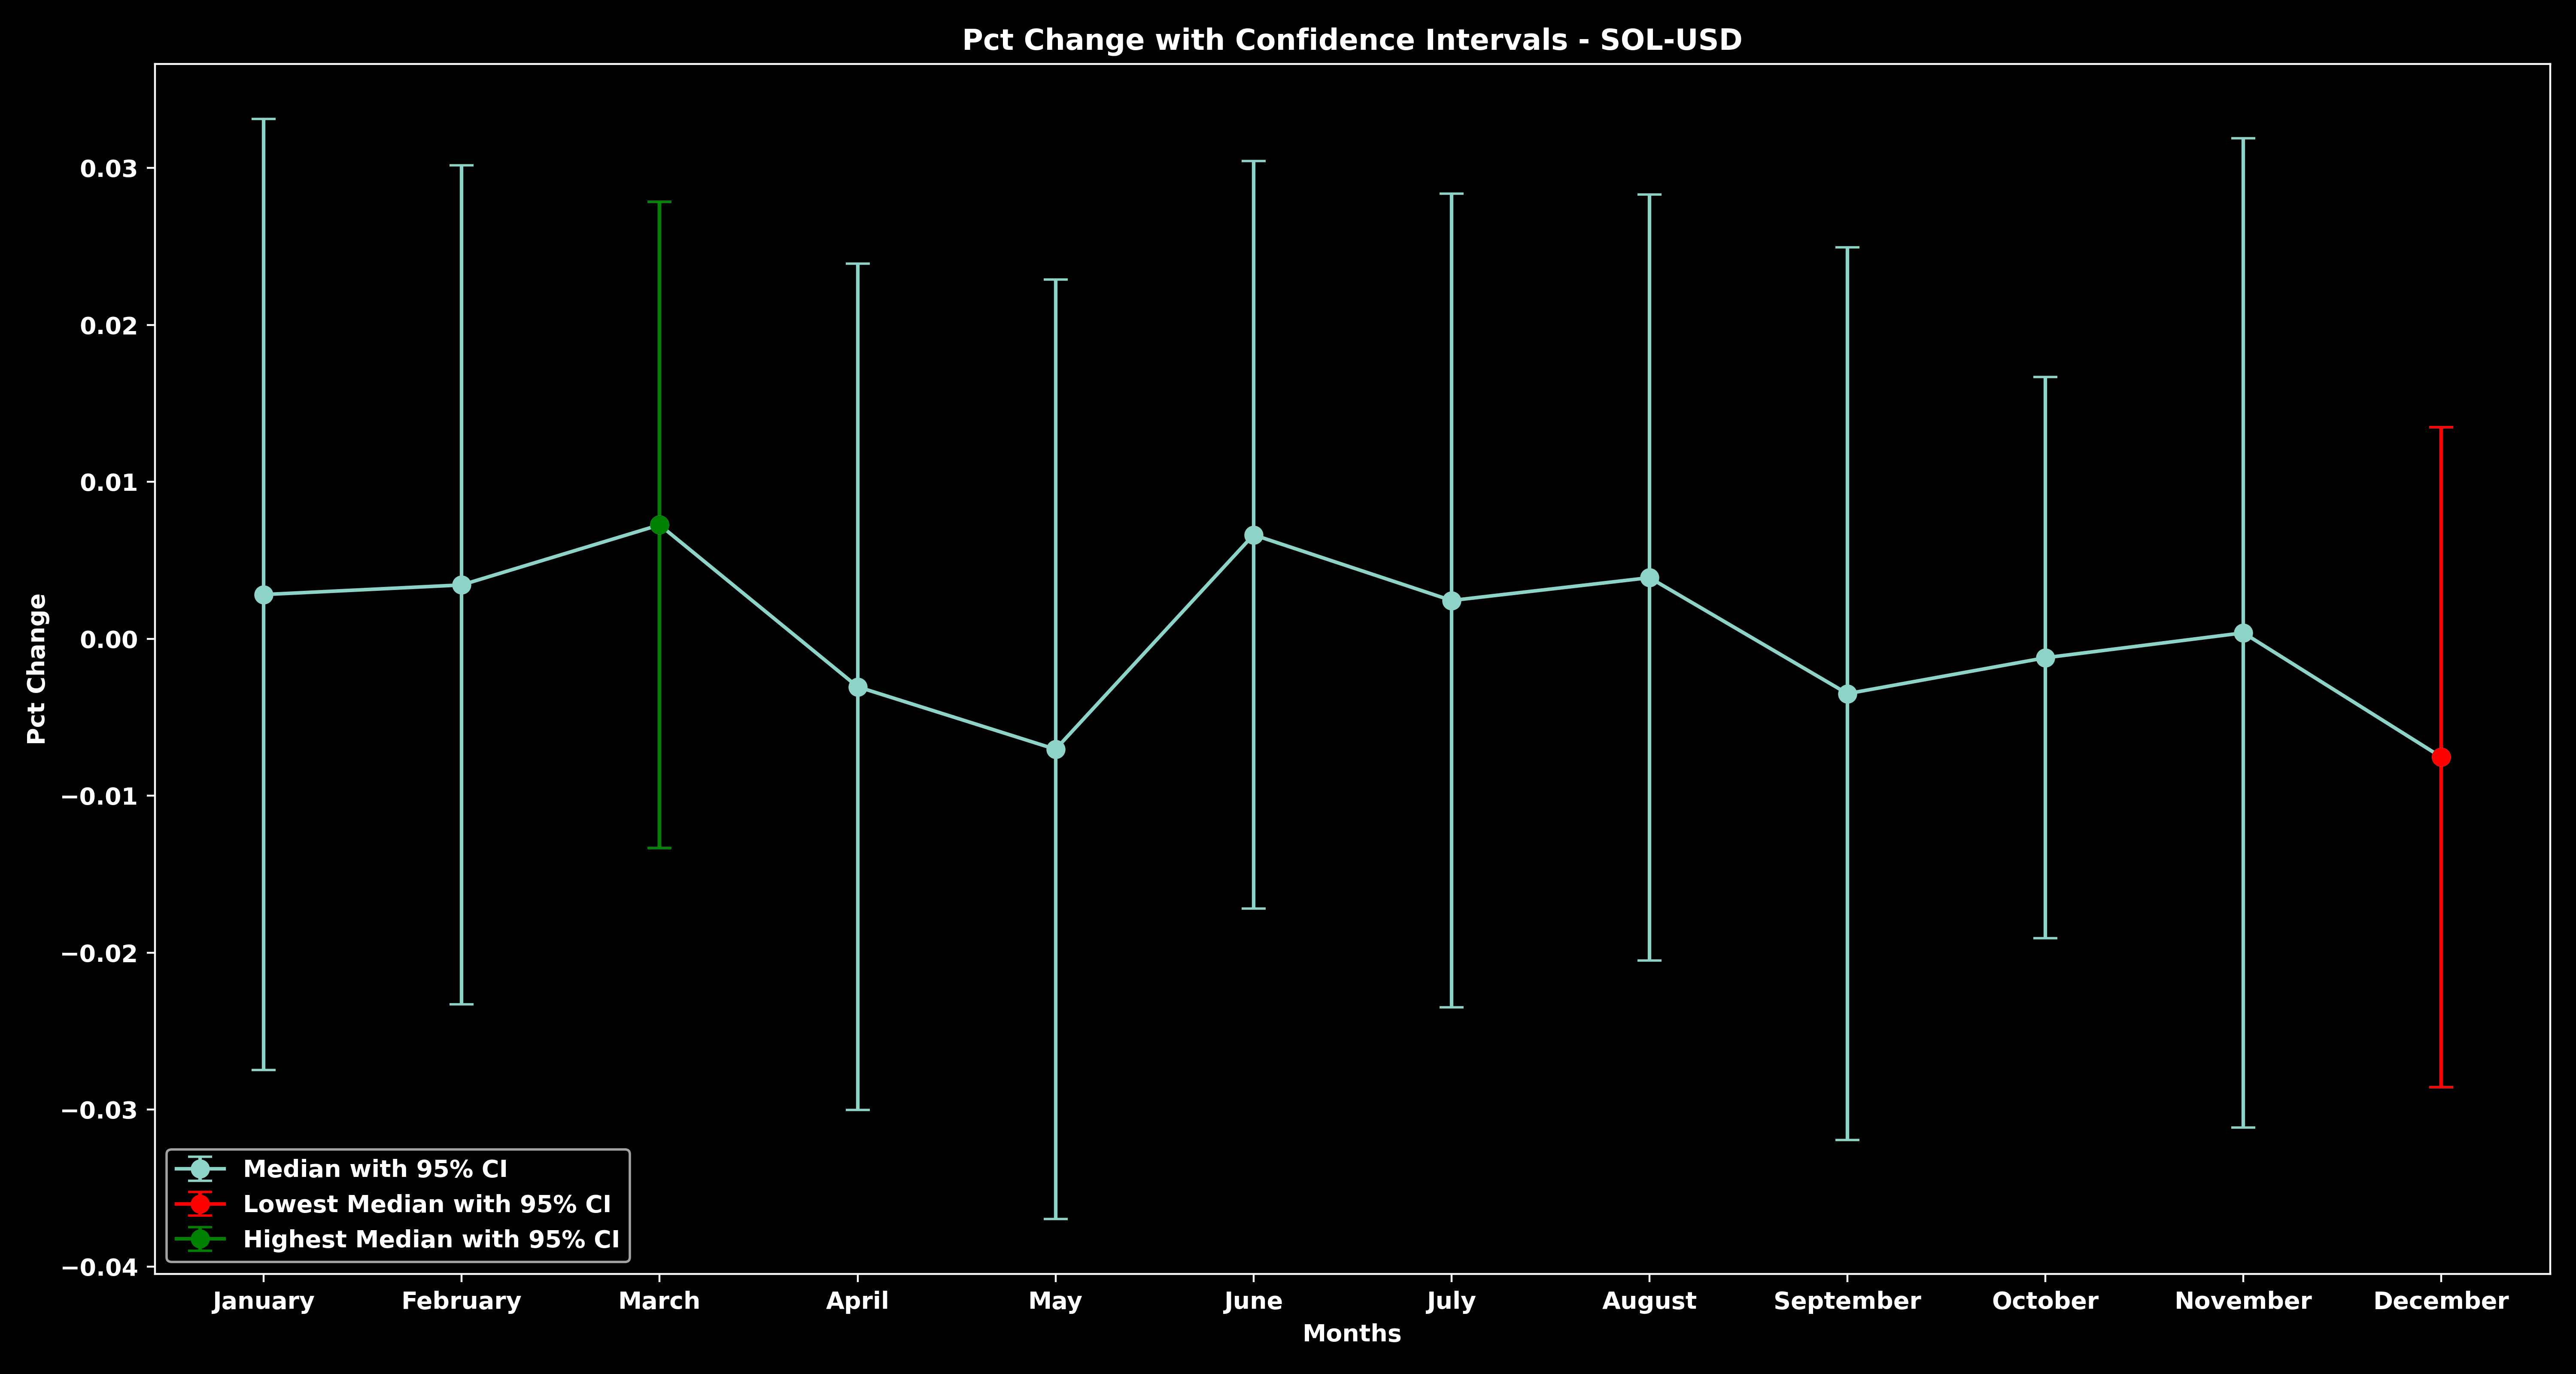 Pct Change with Confidence Intervals - SOL-USD
Pct Change
0.03
0.02
0.01
0.00
−0.01
−0.02
−0.03
−0.04
Median with 95% CI
Lowest Median with 95% CI
Highest Median with 95% CI
January February March April May June July August September October November December
Months